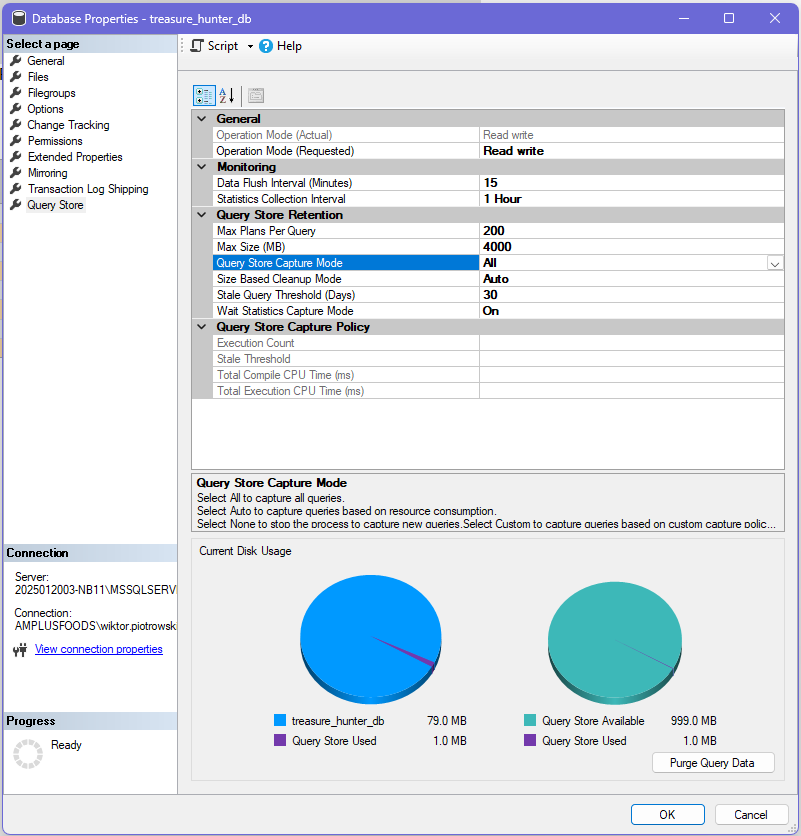 Database Properties - treasure_hunter_db
Select a page
General
Files
Filegroups
Options
Change Tracking
Permissions
Extended Properties
Mirroring
Transaction Log Shipping
Query Store
Script
Help
General
Operation Mode (Actual) Read write
Operation Mode (Requested) Read write
Monitoring
Data Flush Interval (Minutes) 15
Statistics Collection Interval 1 Hour
Query Store Retention
Max Plans Per Query 200
Max Size (MB) 4000
Query Store Capture Mode All
Size Based Cleanup Mode Auto
Stale Query Threshold (Days) 30
Wait Statistics Capture Mode On
Query Store Capture Policy
Execution Count
Stale Threshold
Total Compile CPU Time (ms)
Total Execution CPU Time (ms)
Query Store Capture Mode
Select All to capture all queries.
Select Auto to capture queries based on resource consumption.
Select None to stop the process to capture new queries.Select Custom to capture queries based on custom capture polic...
Connection
Server:
2025012003-NB11\MSSQLSERV
Connection:
AMPLUSFOODS\wiktor.piotrowsk
View connection properties
Progress
Ready
Current Disk Usage
treasure_hunter_db 79.0 MB
Query Store Used 1.0 MB
Query Store Available 999.0 MB
Query Store Used 1.0 MB
Purge Query Data
OK
Cancel